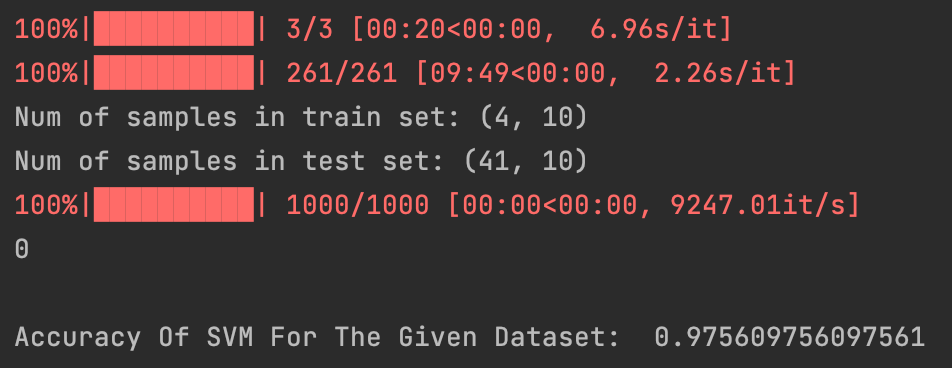 100%|██████████| 3/3 [00:20<00:00,  6.96s/it]
100%|██████████| 261/261 [09:49<00:00,  2.26s/it]
Num of samples in train set: (4, 10)
Num of samples in test set: (41, 10)
100%|██████████| 1000/1000 [00:00<00:00, 9247.01it/s]
0
Accuracy Of SVM For The Given Dataset:  0.975609756097561